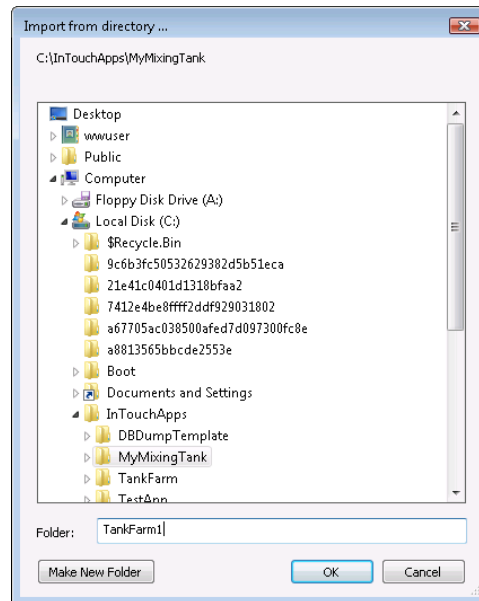 Import from directory ...
C:\InTouchApps\MyMixingTank
Desktop
wwuser
Public
Computer
Floppy Disk Drive (A:)
Local Disk (C:)
$Recycle.Bin
9c6b3fc50532629382d5b51eca
21e41c0401d1318bfaa2
7412e4be8ffff2ddf929031802
a67705ac038500afed7d097300fc8e
a8813565bbcde2553e
Boot
Documents and Settings
InTouchApps
DBDumpTemplate
MyMixingTank
TankFarm
TestApp
Folder: TankFarm1
Make New Folder OK Cancel